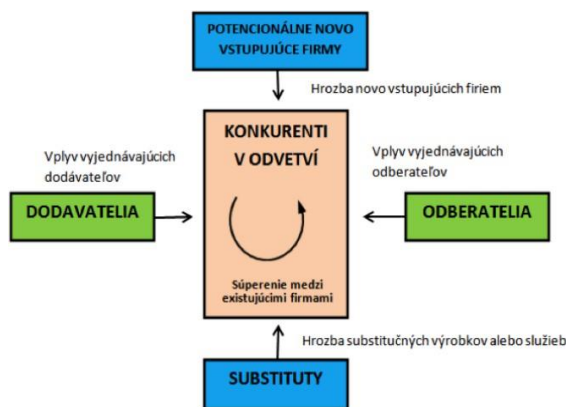 POTENCIONÁLNE NOVO
VSTUPUJÚCE FIRMY
Hrozba novo vstupujúcich firiem
KONKURENTI
V ODVETVÍ
Vplyv vyjednávajúcich
dodávateľov
Vplyv vyjednávajúcich
odberateľov
DODAVATELIA
ODBERATELIA
Súperenie medzi
existujúcimi firmami
Hrozba substitučných výrobkov alebo služieb
SUBSTITUTY